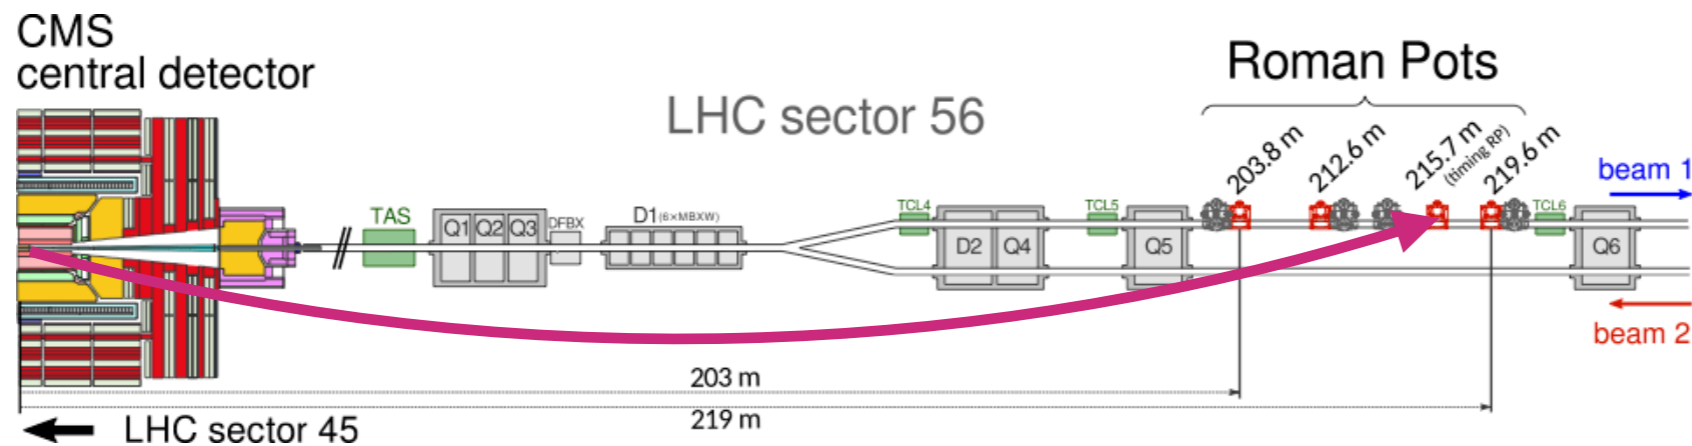 CMS
central detector
LHC sector 56
Roman Pots
203.8 m
212.6 m
215.7 m
(timing RP)
219.6 m
beam 1
TAS
Q1 Q2 Q3
DFBX
D1(6×MBXW)
TCL4
D2 Q4
TCL5
Q5
TCL6
Q6
beam 2
203 m
219 m
LHC sector 45